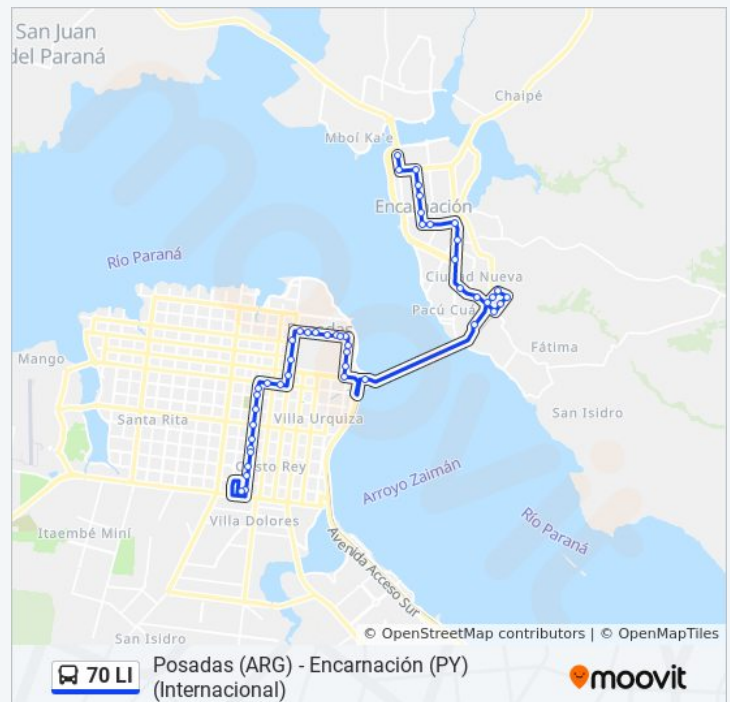 San Juan
del Paraná
Chaipé
Mboí Ka'e
Encarnación
Río Paraná
Ciudad Nueva
Pacú Cuá
Fátima
Mango
San Isidro
Santa Rita
Villa Urquiza
Cristo Rey
Arroyo Zaimán
Río Paraná
Villa Dolores
Itaembé Miní
Avenida Acceso Sur
San Isidro
© OpenStreetMap contributors | © OpenMapTiles
70 LI
Posadas (ARG) - Encarnación (PY)
(Internacional)
moovit